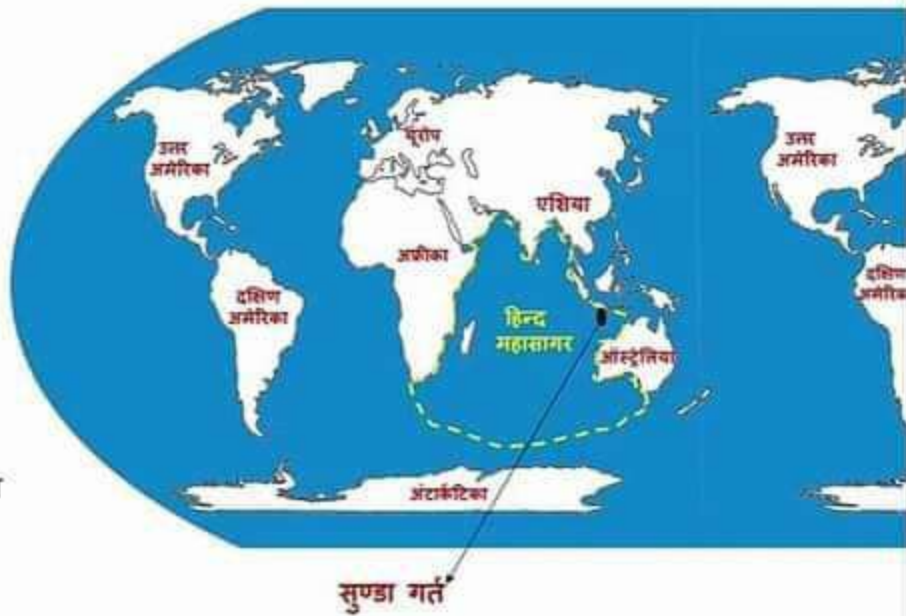 उत्तर
अमेरिका
यूरोप
एशिया
उत्तर
अमेरिका
अफ्रीका
दक्षिण
अमेरिका
हिन्द
महासागर
ऑस्ट्रेलिया
दक्षिण
अमेरिका
अंटार्कटिका
सुण्डा गर्त